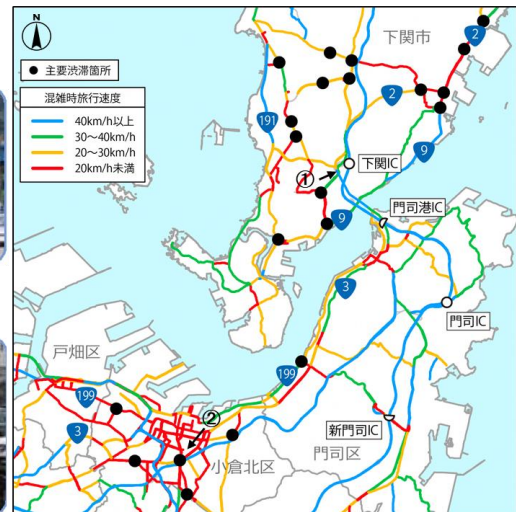 N
● 主要渋滞箇所
混雑時旅行速度
40km/h以上
30～40km/h
20～30km/h
20km/h未満
下関市
2
2
191
9
①
下関IC
9
門司港IC
3
門司IC
戸畑区
199
199
3
②
新門司IC
小倉北区
門司区